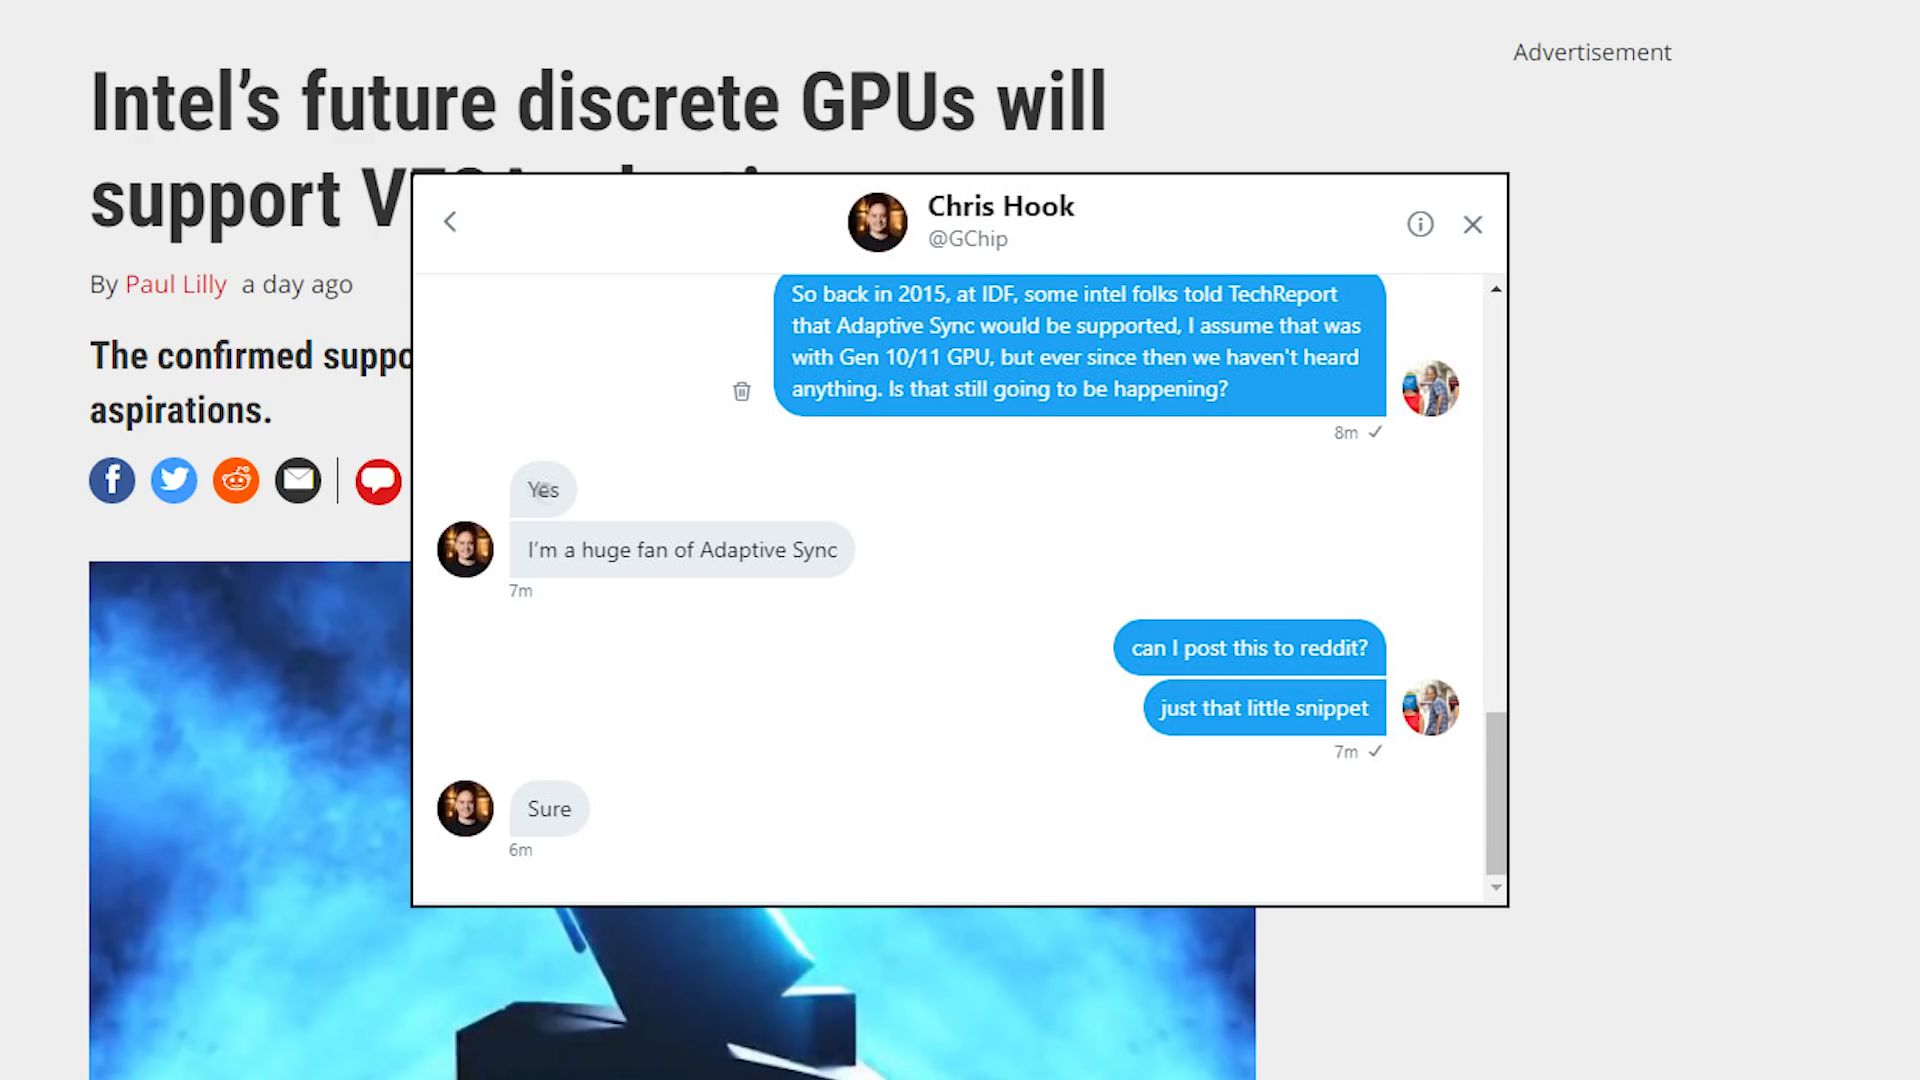 Advertisement
Intel’s future discrete GPUs will
support
By Paul Lilly a day ago
The confirmed
aspirations.
Chris Hook
@GChip
So back in 2015, at IDF, some intel folks told TechReport
that Adaptive Sync would be supported, I assume that was
with Gen 10/11 GPU, but ever since then we haven't heard
anything. Is that still going to be happening?
8m
Yes
I’m a huge fan of Adaptive Sync
7m
can I post this to reddit?
just that little snippet
7m
Sure
6m